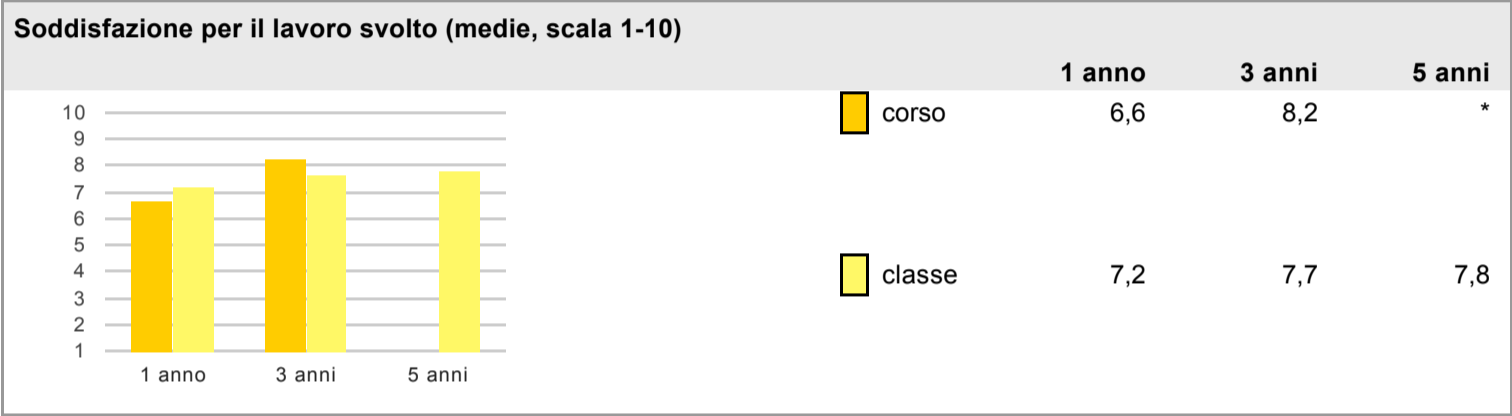 Soddisfazione per il lavoro svolto (medie, scala 1-10)
1 anno 3 anni 5 anni
corso 6,6 8,2 *
classe 7,2 7,7 7,8
10
9
8
7
6
5
4
3
2
1
1 anno 3 anni 5 anni